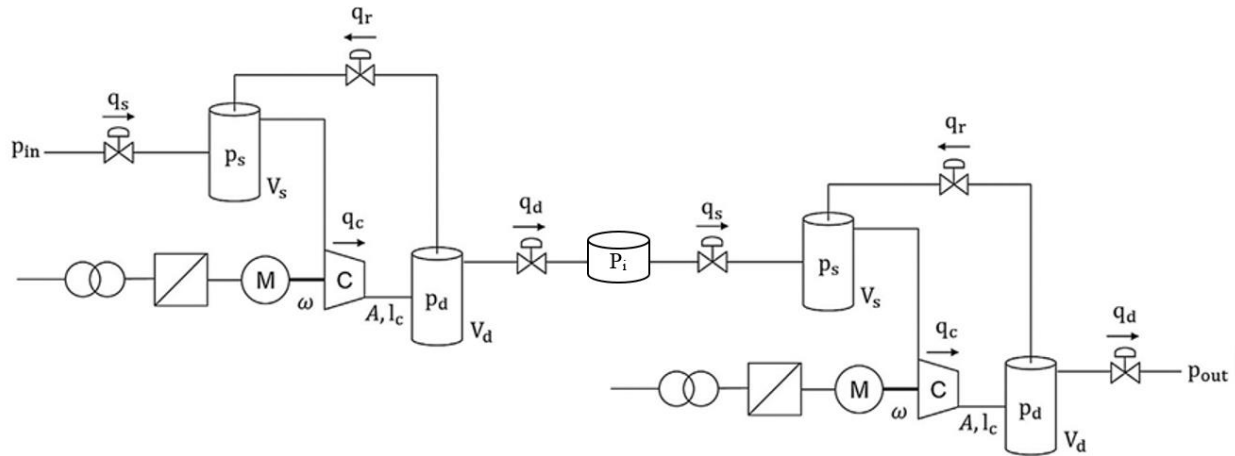 q_r
q_s
p_in
p_s
V_s
q_c
M
C
ω
A, l_c
p_d
V_d
q_d
P_i
q_s
q_r
p_s
V_s
q_c
M
C
ω
A, l_c
p_d
V_d
q_d
p_out